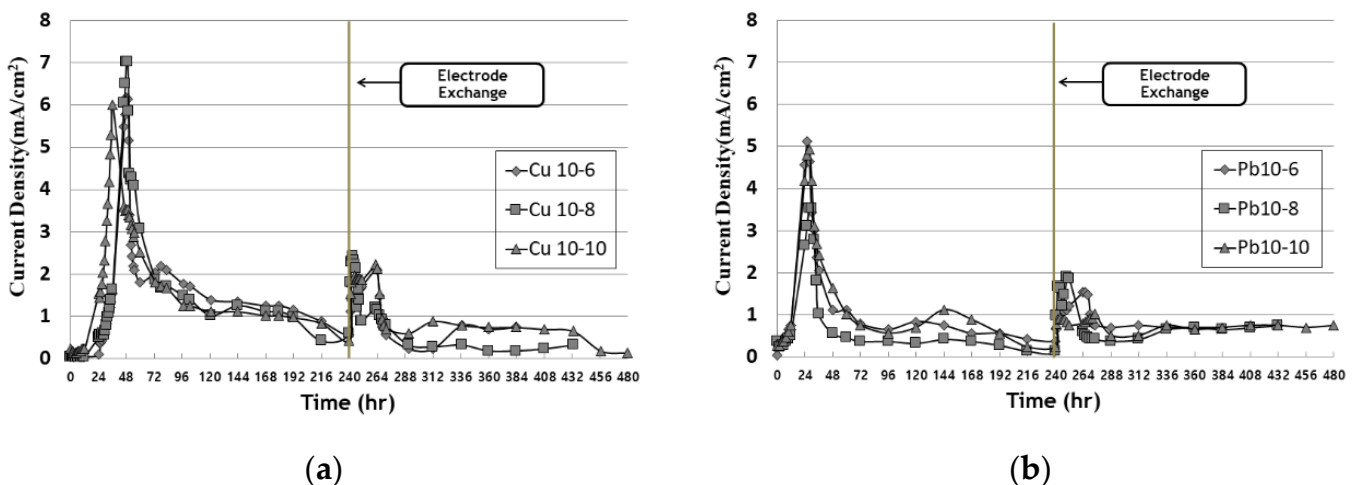 8
7
6
5
4
3
2
1
0
Current Density(mA/cm²)
Electrode
Exchange
Cu 10-6
Cu 10-8
Cu 10-10
0 24 48 72 96 120 144 168 192 216 240 264 288 312 336 360 384 408 432 456 480
Time (hr)
(a)
8
7
6
5
4
3
2
1
0
Current Density(mA/cm²)
Electrode
Exchange
Pb10-6
Pb10-8
Pb10-10
0 24 48 72 96 120 144 168 192 216 240 264 288 312 336 360 384 408 432 456 480
Time (hr)
(b)